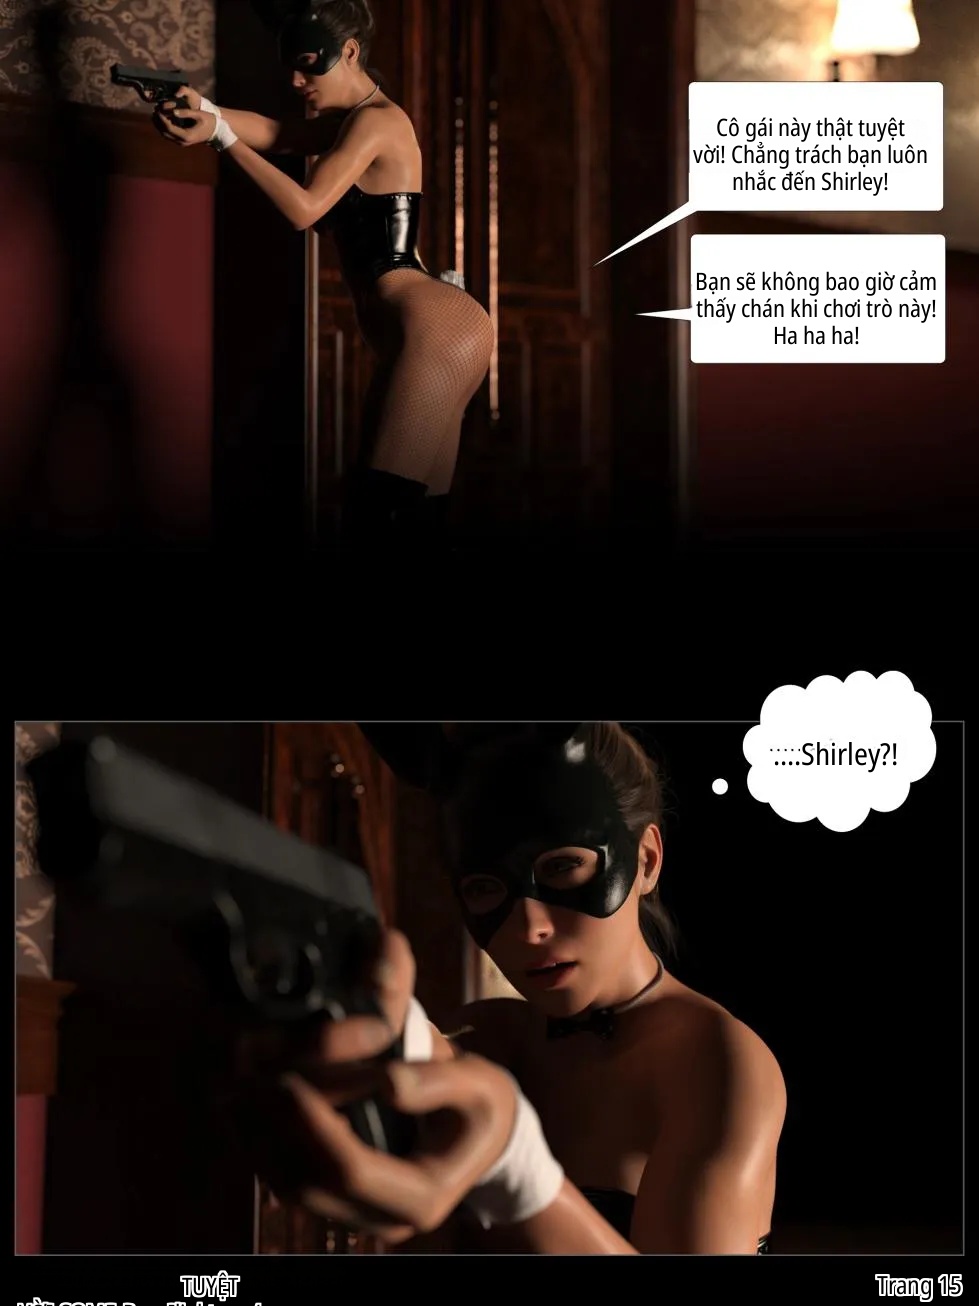 Cô gái này thật tuyệt
vời! Chẳng trách bạn luôn
nhắc đến Shirley!
Bạn sẽ không bao giờ cảm
thấy chán khi chơi trò này!
Ha ha ha!
....Shirley?!
TUYỆT
Trang 15